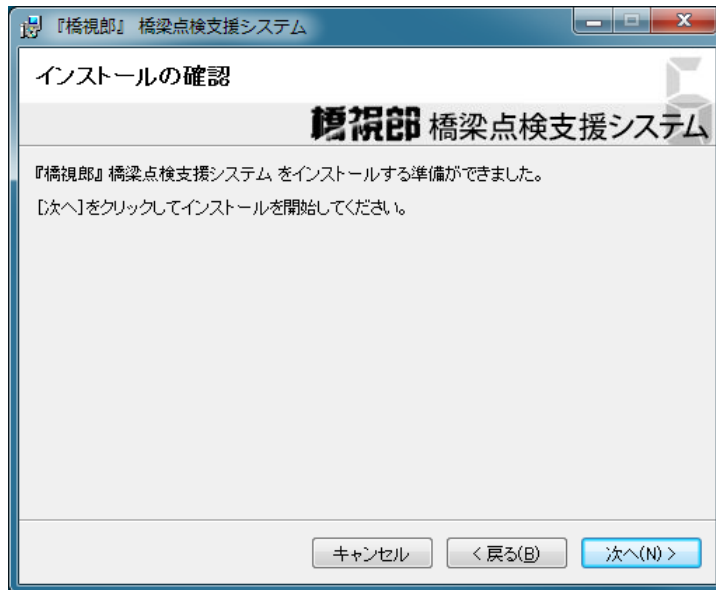 『橋視郎』 橋梁点検支援システム
インストールの確認
橋視郎 橋梁点検支援システム
『橋視郎』 橋梁点検支援システム をインストールする準備ができました。
[次へ]をクリックしてインストールを開始してください。
キャンセル
< 戻る(B)
次へ(N) >